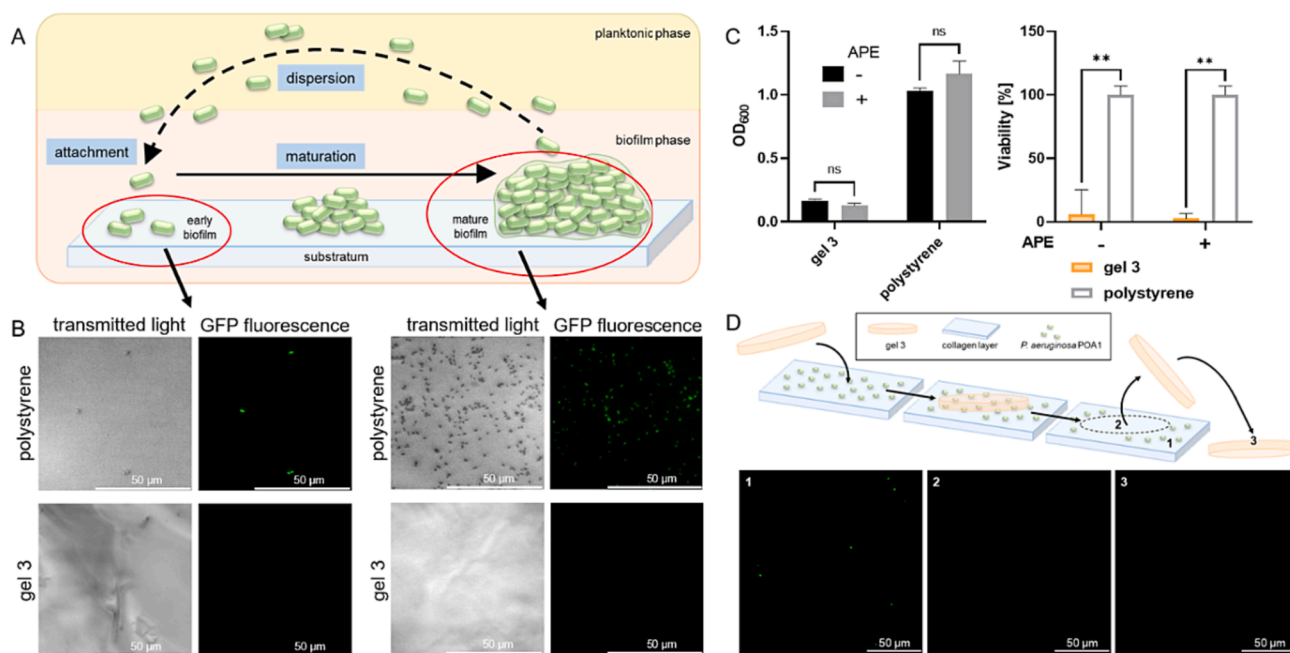 A
planktonic phase
dispersion
biofilm phase
attachment
maturation
early
biofilm
mature
biofilm
substratum
B
transmitted light
GFP fluorescence
transmitted light
GFP fluorescence
polystyrene
50 µm
50 µm
50 µm
50 µm
gel 3
50 µm
50 µm
50 µm
50 µm
C
OD600
1.5
1.0
0.5
0.0
APE
-
+
ns
ns
gel 3
polystyrene
Viability [%]
150
100
50
0
**
**
APE
-
+
gel 3
polystyrene
D
gel 3
collagen layer
P. aeruginosa POA1
2
1
3
1
50 µm
2
50 µm
3
50 µm